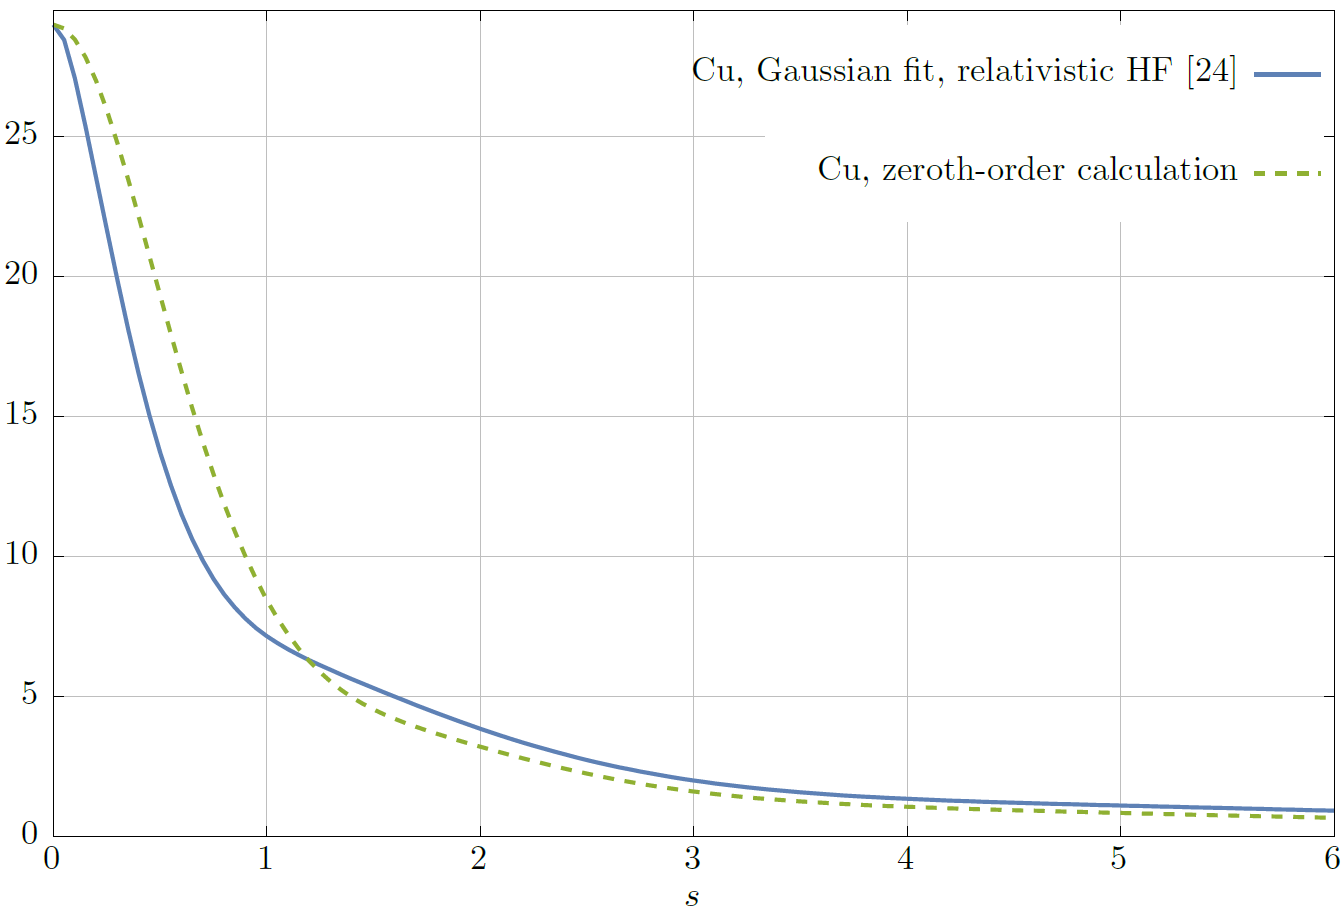 Cu, Gaussian fit, relativistic HF [24]
Cu, zeroth-order calculation
25
20
15
10
5
0
0 1 2 3 4 5 6
s